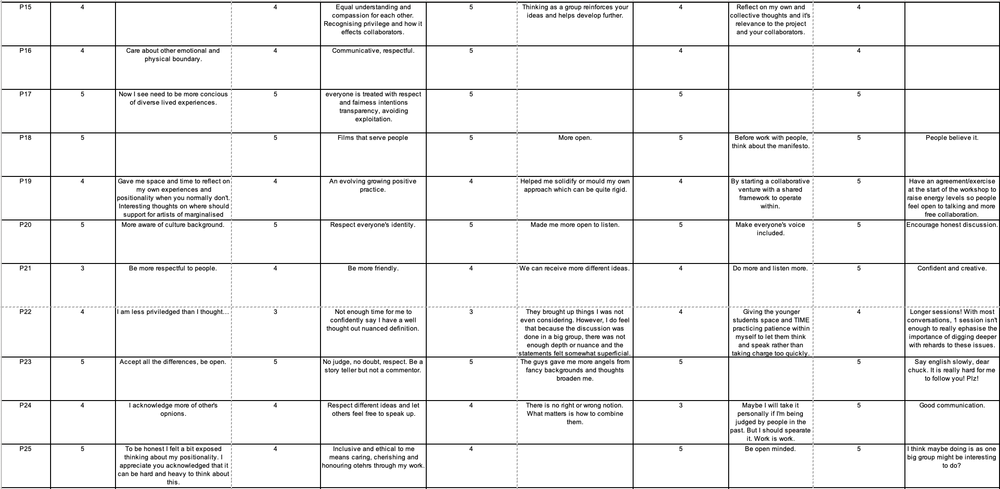 P15
4
4
Equal understanding and
compassion for each other.
Recognising privilege and how it
effects collaborators.
5
Thinking as a group reinforces your
ideas and helps develop further.
4
Reflect on my own and
collective thoughts and it's
relevance to the project
and your collaborators.
4
P16
4
Care about other emotional and
physical boundary.
4
Communicative, respectful.
5
4
4
P17
5
Now I see need to be more concious
of diverse lived experiences.
5
everyone is treated with respect
and fairness intentions
transparency, avoiding
exploitation.
5
5
5
P18
5
5
Films that serve people
5
More open.
5
Before work with people,
think about the manifesto.
5
People believe it.
P19
4
Gave me space and time to reflect on
my own experiences and
positionality when you normally don't.
Interesting thoughts on where should
support for artists of marginalised
4
An evolving growing positive
practice.
4
Helped me solidify or mould my own
approach which can be quite rigid.
4
By starting a collaborative
venture with a shared
framework to operate
within.
5
Have an agreement/exercise
at the start of the workshop to
raise energy levels so people
feel open to talking and more
free collaboration.
P20
5
More aware of culture background.
5
Respect everyone's identity.
5
Made me more open to listen.
5
Make everyone's voice
included.
5
Encourage honest discussion.
P21
3
Be more respectful to people.
4
Be more friendly.
4
We can receive more different ideas.
4
Do more and listen more.
5
Confident and creative.
P22
4
I am less priviledged than I thought...
3
Not enough time for me to
confidently say I have a well
thought out nuanced definition.
3
They brought up things I was not
even considering. However, I do feel
that because the discussion was
done in a big group, there was not
enough depth or nuance and the
statements felt somewhat superficial.
4
Giving the younger
students space and TIME
practicing patience within
myself to let them think
and speak rather than
taking charge too quickly.
4
Longer sessions! With most
conversations, 1 session isn't
enough to really ephasise the
importance of digging deeper
with rehards to these issues.
P23
5
Accept all the differences, be open.
5
No judge, no doubt, respect. Be a
story teller but not a commentor.
5
The guys gave me more angels from
fancy backgrounds and thoughts
broaden me.
5
5
Say english slowly, dear
chuck. It is really hard for me
to follow you! Plz!
P24
4
I acknowledge more of other's
opnions.
4
Respect different ideas and let
others feel free to speak up.
4
There is no right or wrong notion.
What matters is how to combine
them.
3
Maybe I will take it
personally if I'm being
judged by people in the
past. But I should spearate
it. Work is work.
5
Good communication.
P25
5
To be honest I felt a bit exposed
thinking about my positionality. I
appreciate you acknowledged that it
can be hard and heavy to think about
this.
4
Inclusive and ethical to me
means caring, cherishing and
honouring otehrs through my work.
4
5
Be open minded.
5
I think maybe doing is as one
big group might be interesting
to do?